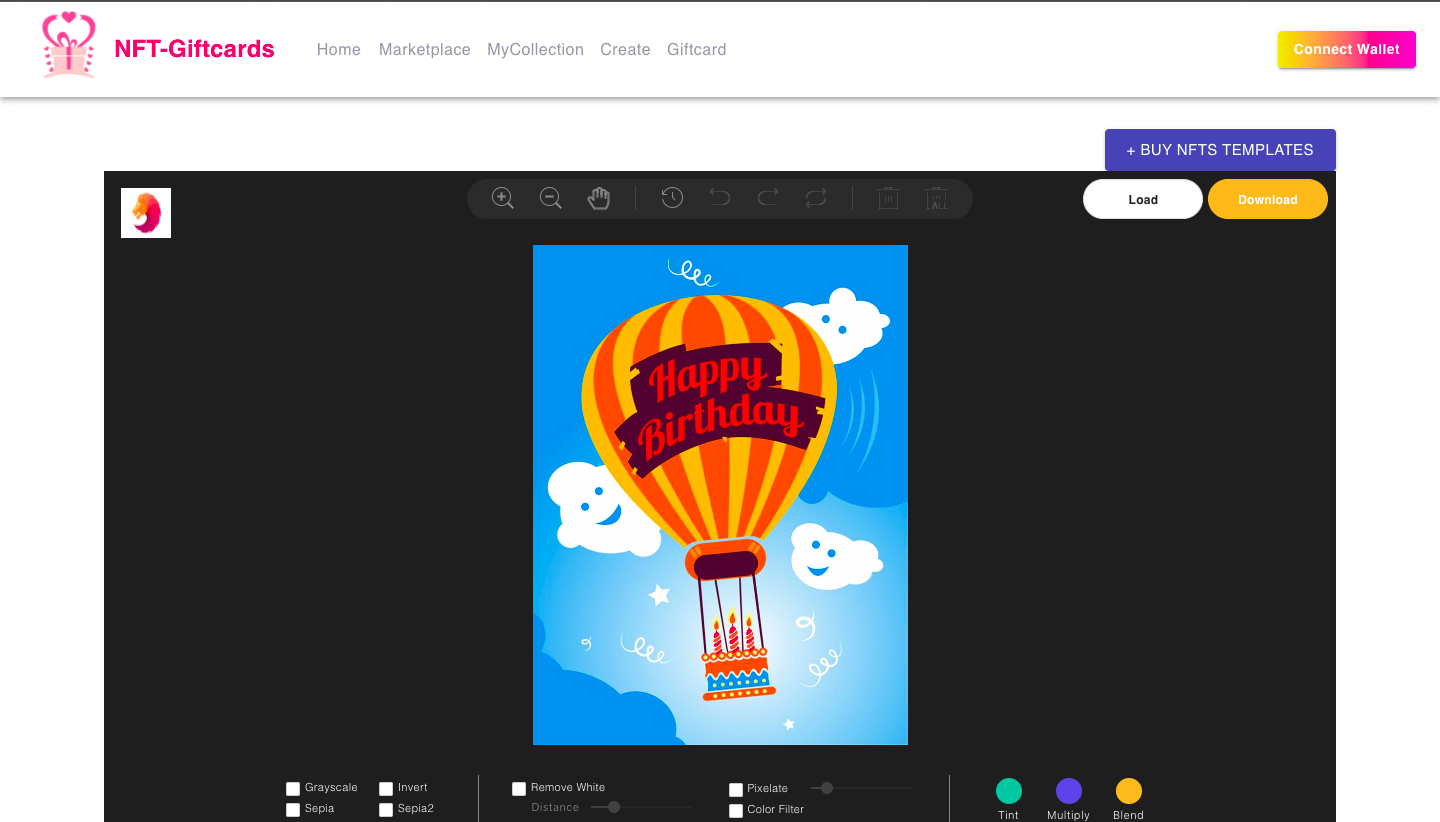 NFT-Giftcards
Home Marketplace MyCollection Create Giftcard
Connect Wallet
+ BUY NFTS TEMPLATES
ALL
Load Download
Happy
Birthday
Grayscale Invert
Sepia Sepia2
Remove White
Distance
Pixelate
Color Filter
Tint Multiply Blend